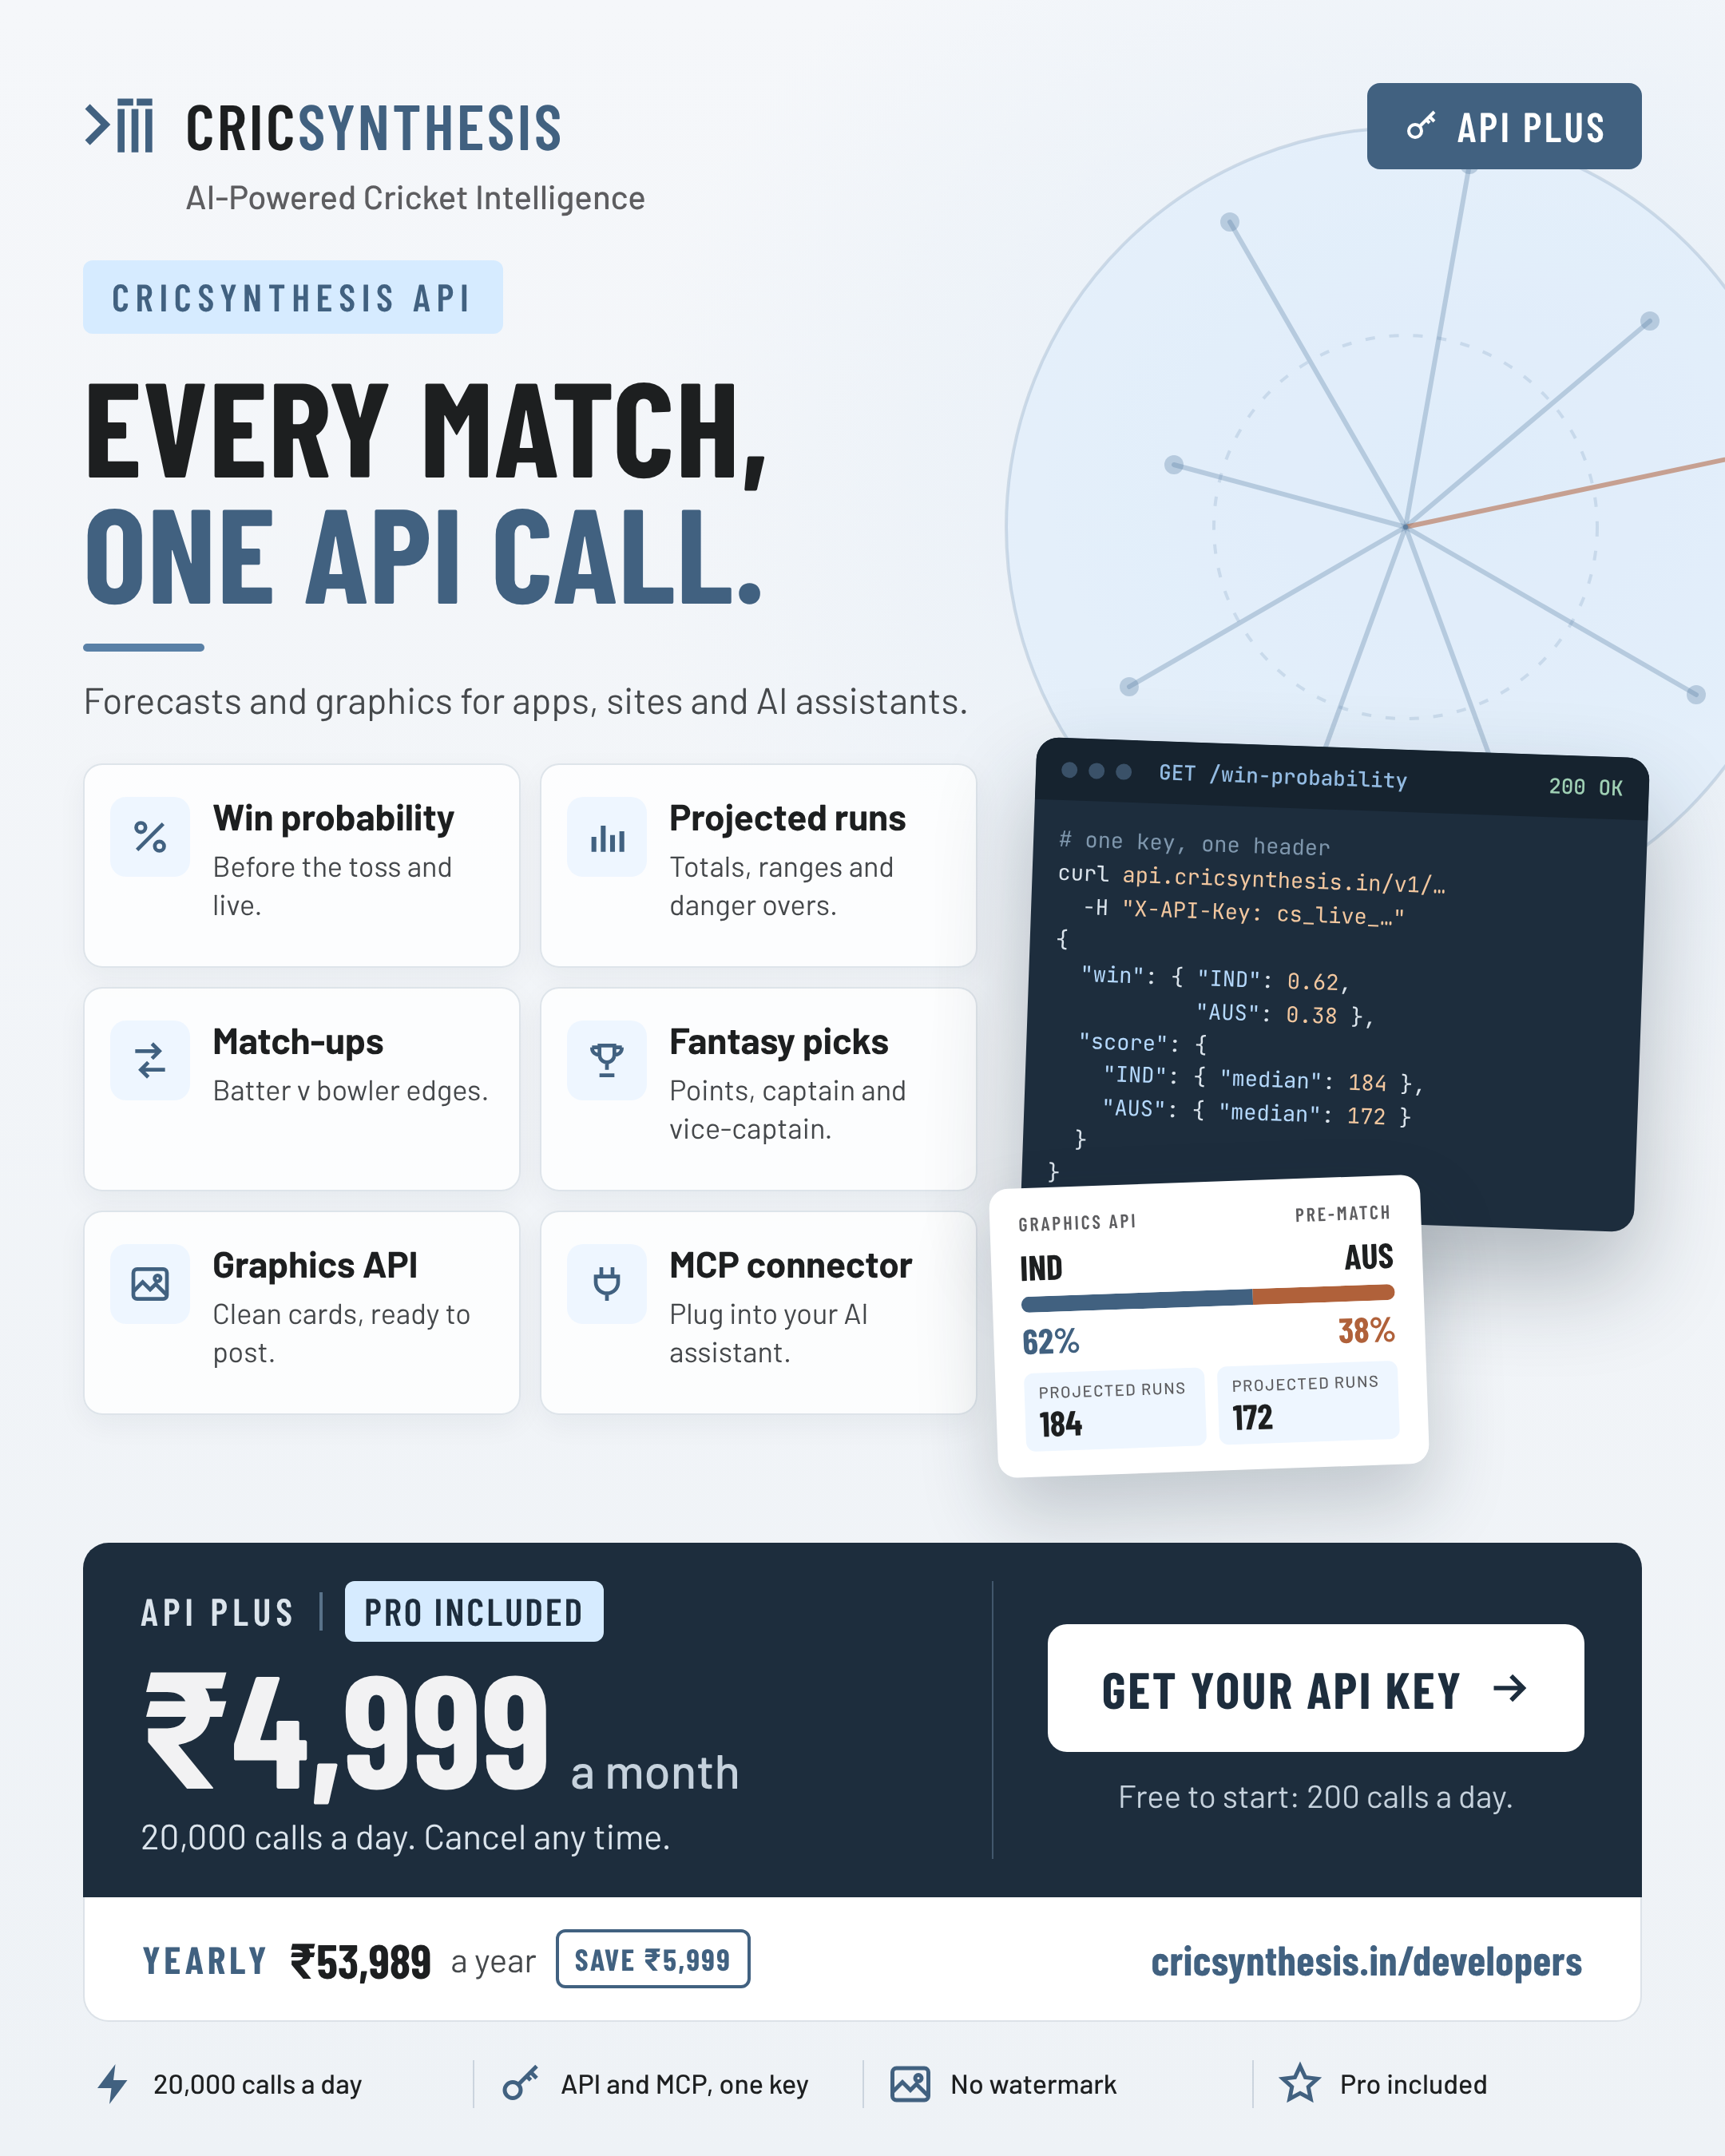 CRICSYNTHESIS
AI-Powered Cricket Intelligence
API PLUS
CRICSYNTHESIS API
EVERY MATCH,
ONE API CALL.
Forecasts and graphics for apps, sites and AI assistants.
Win probability
Before the toss and
live.
Projected runs
Totals, ranges and
danger overs.
Match-ups
Batter v bowler edges.
Fantasy picks
Points, captain and
vice-captain.
Graphics API
Clean cards, ready to
post.
MCP connector
Plug into your AI
assistant.
GET /win-probability 200 OK
# one key, one header
curl api.cricsynthesis.in/v1/…
-H "X-API-Key: cs_live_…"
{
"win": { "IND": 0.62,
"AUS": 0.38 },
"score": {
"IND": { "median": 184 },
"AUS": { "median": 172 }
}
}
GRAPHICS API PRE-MATCH
IND AUS
62% 38%
PROJECTED RUNS
184
PROJECTED RUNS
172
API PLUS | PRO INCLUDED
₹4,999 a month
20,000 calls a day. Cancel any time.
GET YOUR API KEY →
Free to start: 200 calls a day.
YEARLY ₹53,989 a year SAVE ₹5,999
cricsynthesis.in/developers
20,000 calls a day
API and MCP, one key
No watermark
Pro included